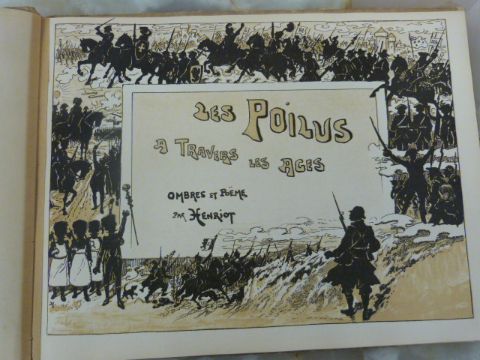 LES POILUS
A TRAVERS LES AGES
OMBRES ET POÈME
PAR HENRIOT